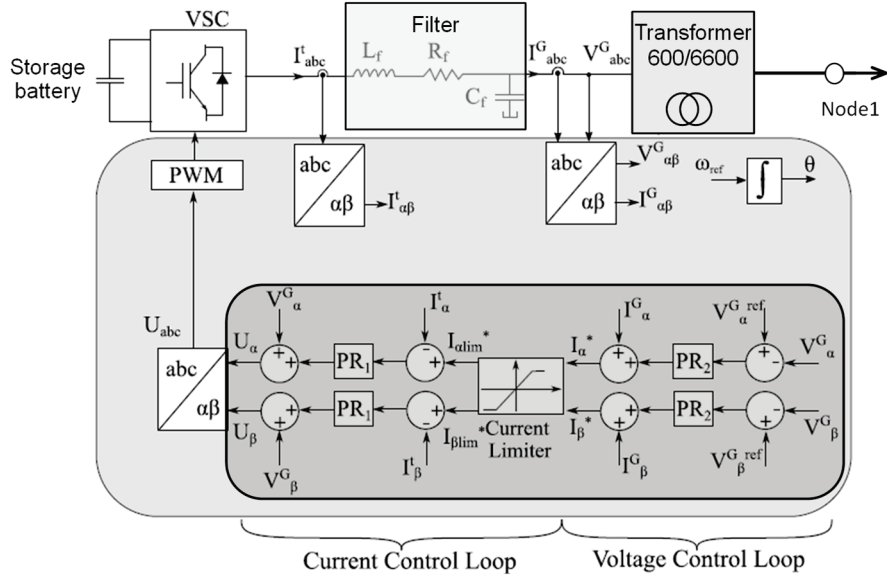 VSC
Filter
Transformer
600/6600
Storage
battery
I^t_abc
L_f
R_f
C_f
I^G_abc
V^G_abc
Node1
PWM
abc
αβ
I^t_αβ
abc
αβ
V^G_αβ
I^G_αβ
ω_ref
∫
θ
U_abc
abc
αβ
V^G_α
I^t_α
I^G_α
V^G_α^ref
U_α
+
+
PR_1
-
+
I_αlim*
I_α*
+
+
PR_2
+
-
V^G_α
U_β
+
+
PR_1
+
-
I_βlim*
Current
Limiter
I_β*
+
+
PR_2
-
+
V^G_β
V^G_β
I^t_β
I^G_β
V^G_β^ref
Current Control Loop
Voltage Control Loop